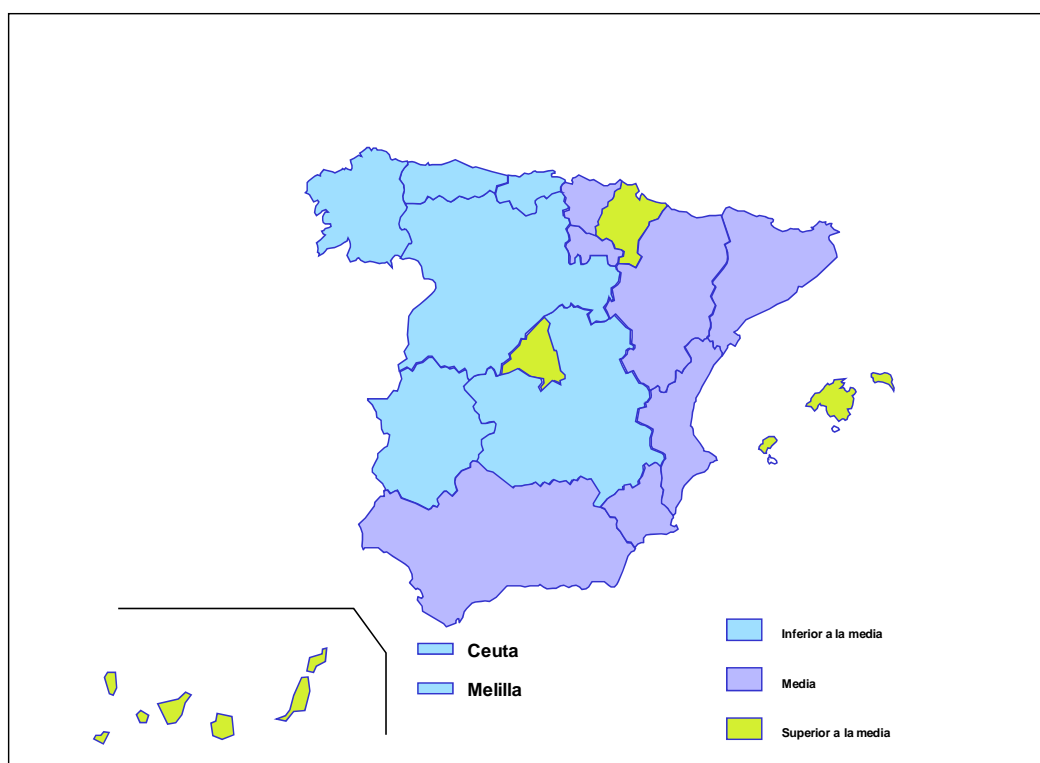 Ceuta
Melilla
Inferior a la media
Media
Superior a la media